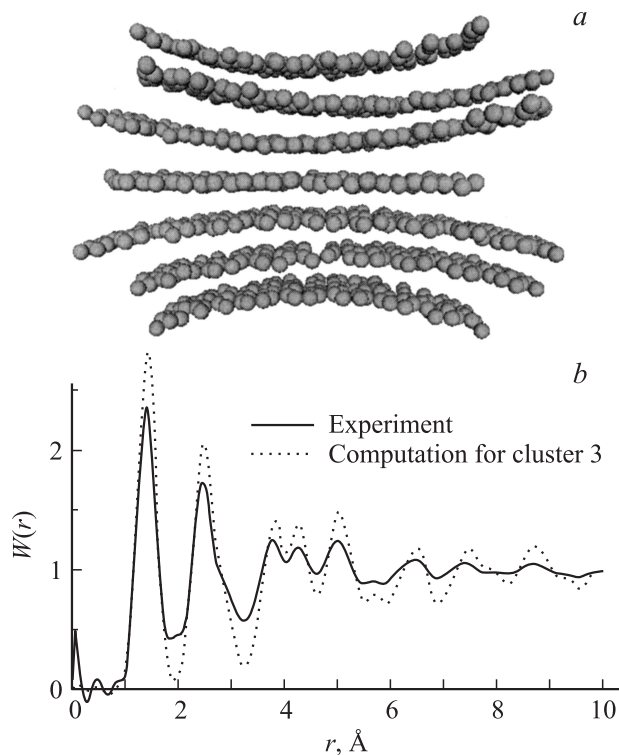 a
b
Experiment
Computation for cluster 3
W(r)
2
1
0
0 2 4 6 8 10
r, Å